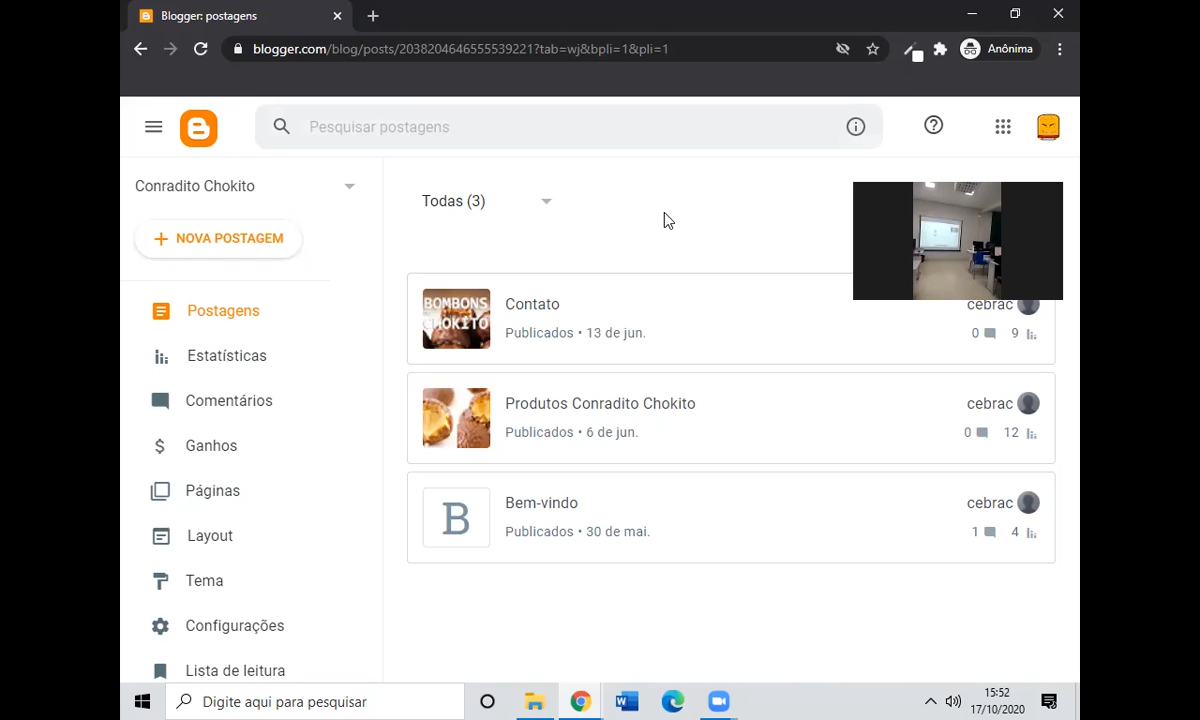 Blogger: postagens
blogger.com/blog/posts/2038204646555539221?tab=wj&bpli=1&pli=1
Anônima
Pesquisar postagens
Conradito Chokito
NOVA POSTAGEM
Postagens
Estatísticas
Comentários
Ganhos
Páginas
Layout
Tema
Configurações
Lista de leitura
Todas (3)
BOMBONS
CHOKITO
Contato
Publicados • 13 de jun.
cebrac
0 9
Produtos Conradito Chokito
Publicados • 6 de jun.
cebrac
0 12
B
Bem-vindo
Publicados • 30 de mai.
cebrac
1 4
Digite aqui para pesquisar
15:52
17/10/2020